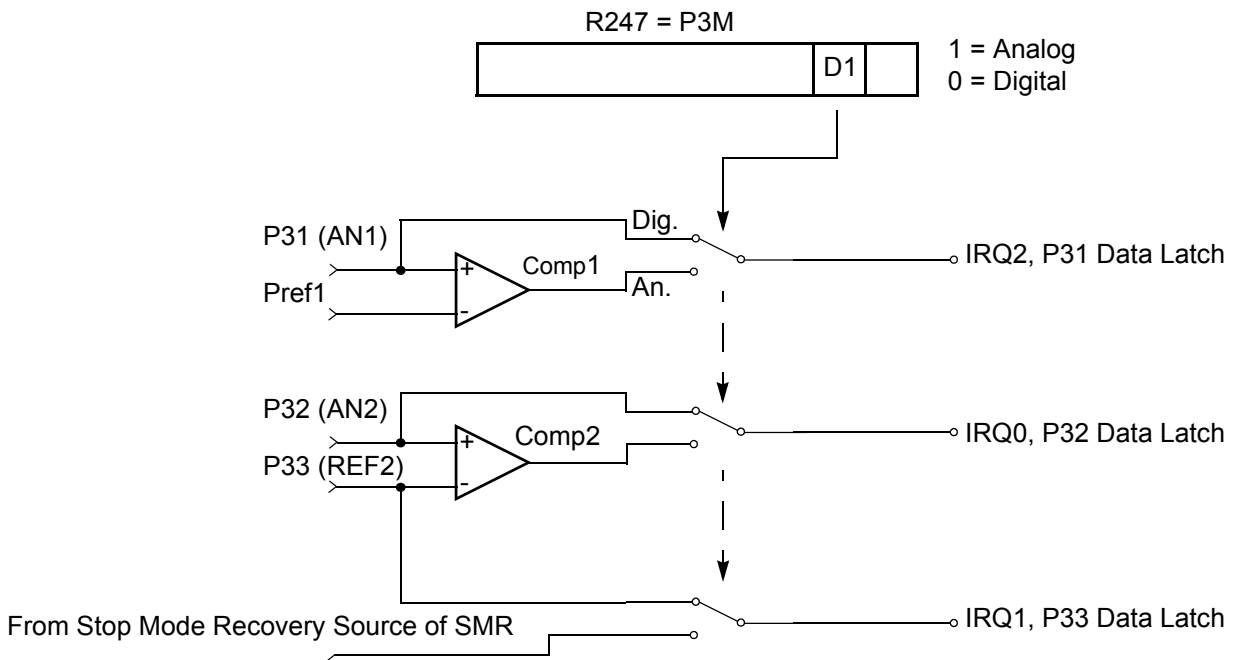 R247 = P3M
D1
1 = Analog
0 = Digital
Dig.
P31 (AN1)
+
Comp1
IRQ2, P31 Data Latch
Pref1
-
An.
P32 (AN2)
+
Comp2
IRQ0, P32 Data Latch
P33 (REF2)
-
From Stop Mode Recovery Source of SMR
IRQ1, P33 Data Latch